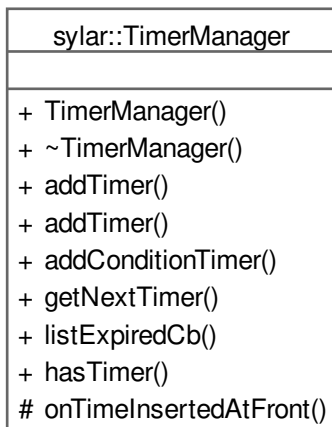 sylar::TimerManager
+ TimerManager()
+ ~TimerManager()
+ addTimer()
+ addTimer()
+ addConditionTimer()
+ getNextTimer()
+ listExpiredCb()
+ hasTimer()
# onTimeInsertedAtFront()